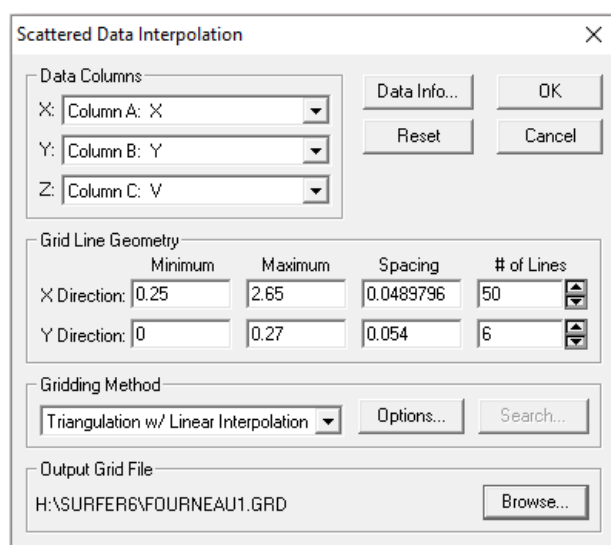 Scattered Data Interpolation
Data Columns
X: Column A: X
Y: Column B: Y
Z: Column C: V
Data Info... OK
Reset Cancel
Grid Line Geometry
Minimum Maximum Spacing # of Lines
X Direction: 0.25 2.65 0.0489796 50
Y Direction: 0 0.27 0.054 6
Gridding Method
Triangulation w/ Linear Interpolation Options... Search...
Output Grid File
H:\SURFER6\FOURNEAU1.GRD Browse...